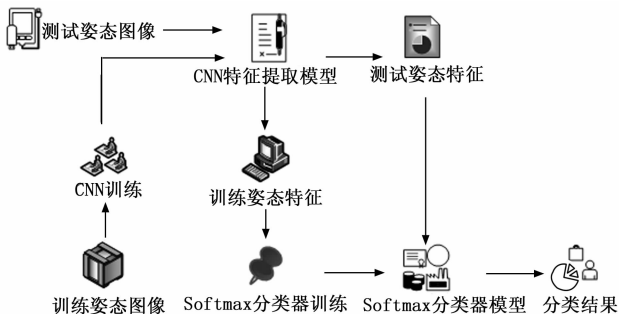 测试姿态图像
CNN特征提取模型
测试姿态特征
CNN训练
训练姿态特征
训练姿态图像
Softmax分类器训练
Softmax分类器模型
分类结果